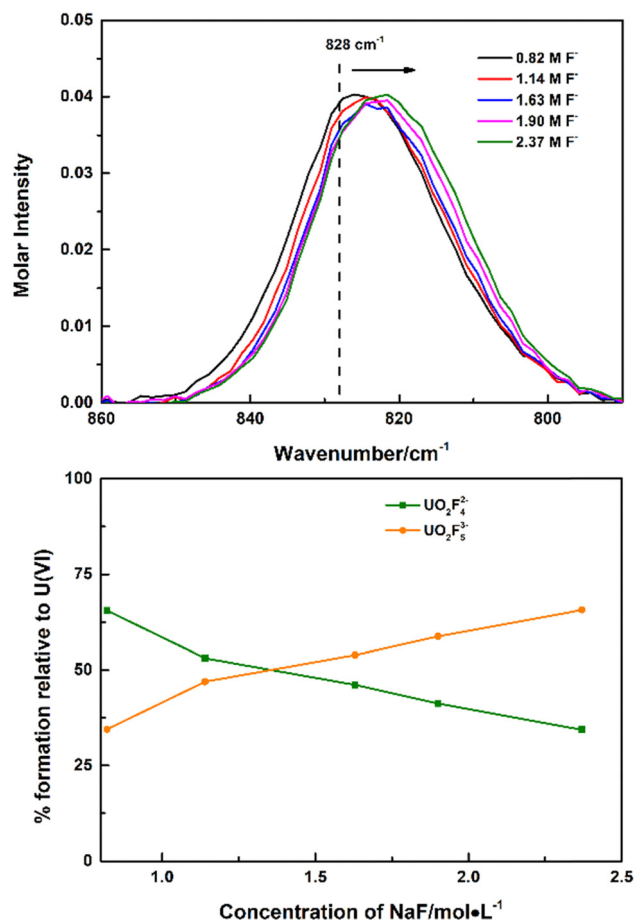 0.05
828 cm⁻¹
0.82 M F⁻
1.14 M F⁻
1.63 M F⁻
1.90 M F⁻
2.37 M F⁻
0.04
0.03
0.02
0.01
0.00
Molar Intensity
860 840 820 800
Wavenumber/cm⁻¹
100
UO₂F₄²⁻
UO₂F₅³⁻
75
50
25
0
% formation relative to U(VI)
1.0 1.5 2.0 2.5
Concentration of NaF/mol•L⁻¹